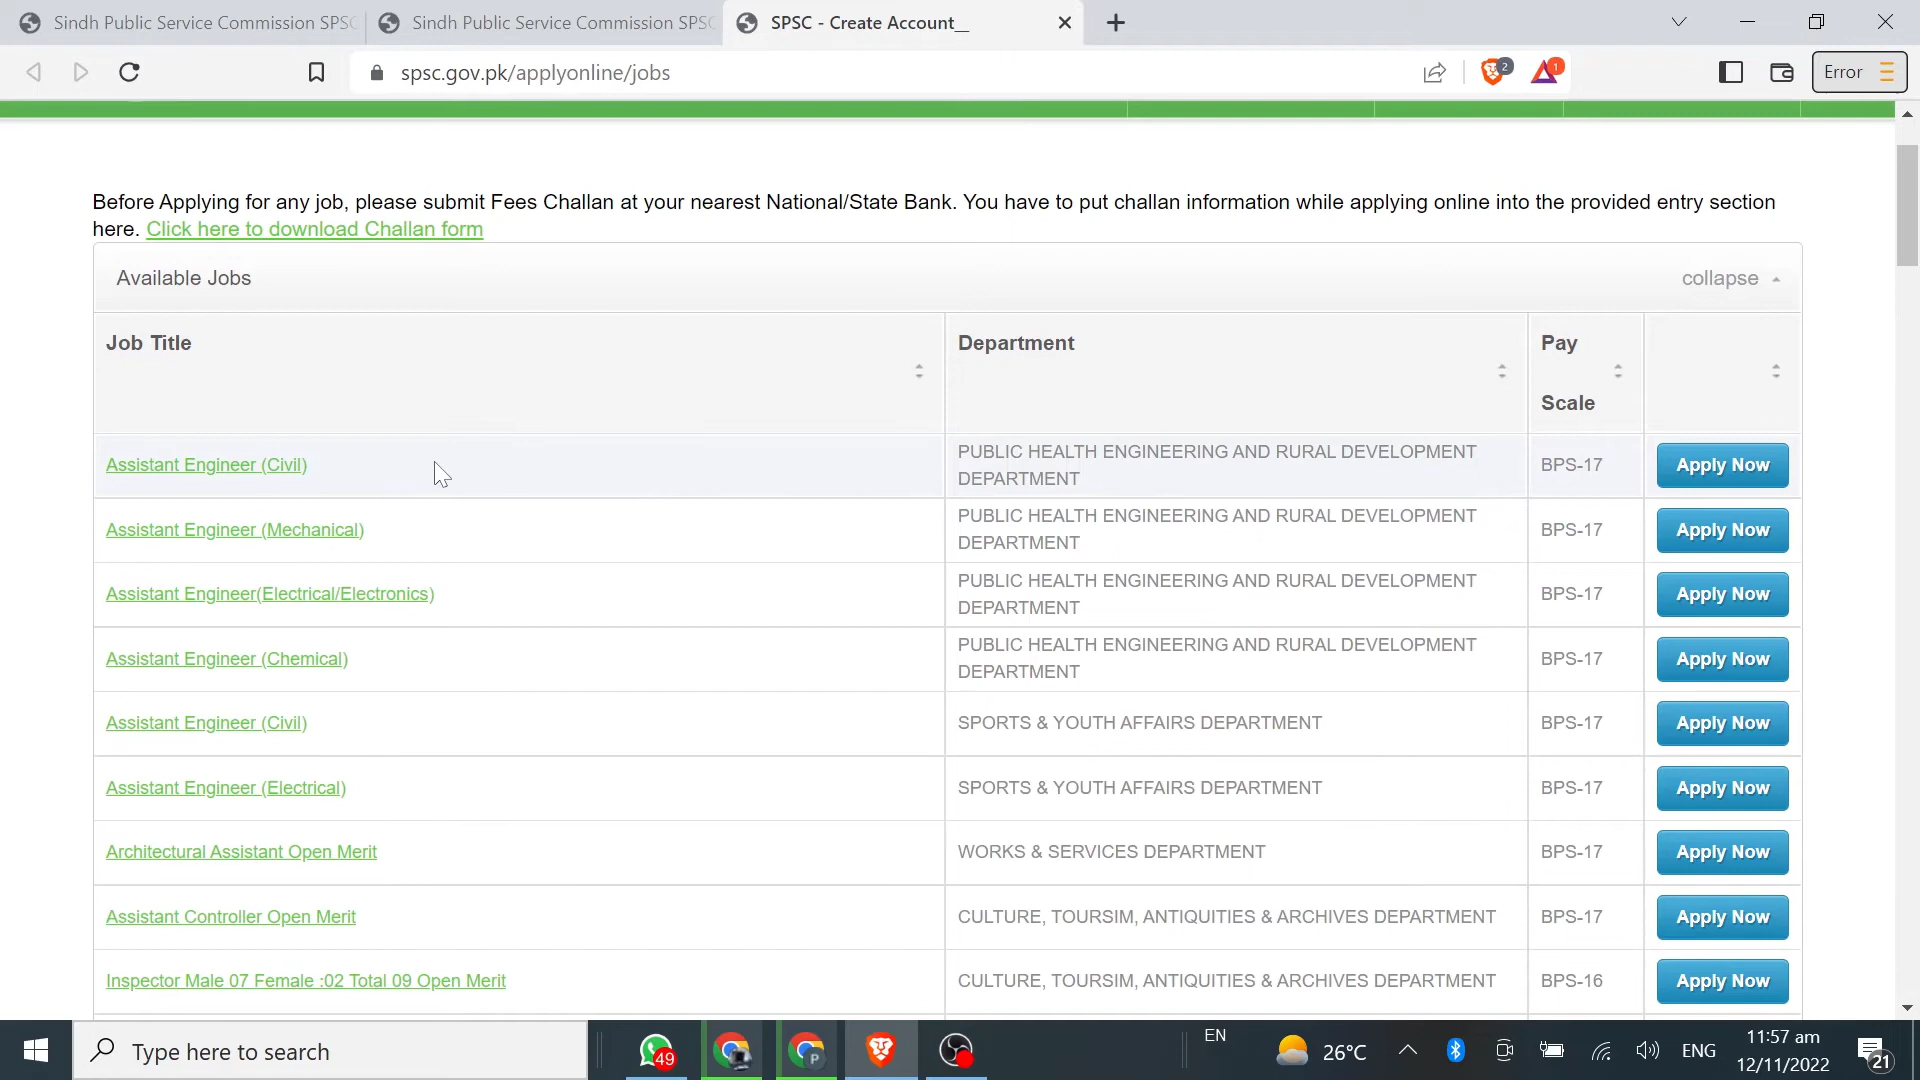 Sindh Public Service Commission SPSC
Sindh Public Service Commission SPSC
SPSC - Create Account__
spsc.gov.pk/applyonline/jobs
2
1
Error
Before Applying for any job, please submit Fees Challan at your nearest National/State Bank. You have to put challan information while applying online into the provided entry section
here. Click here to download Challan form
Available Jobs
collapse
Job Title
Department
Pay
Scale
Assistant Engineer (Civil)
PUBLIC HEALTH ENGINEERING AND RURAL DEVELOPMENT
DEPARTMENT
BPS-17
Apply Now
Assistant Engineer (Mechanical)
PUBLIC HEALTH ENGINEERING AND RURAL DEVELOPMENT
DEPARTMENT
BPS-17
Apply Now
Assistant Engineer(Electrical/Electronics)
PUBLIC HEALTH ENGINEERING AND RURAL DEVELOPMENT
DEPARTMENT
BPS-17
Apply Now
Assistant Engineer (Chemical)
PUBLIC HEALTH ENGINEERING AND RURAL DEVELOPMENT
DEPARTMENT
BPS-17
Apply Now
Assistant Engineer (Civil)
SPORTS & YOUTH AFFAIRS DEPARTMENT
BPS-17
Apply Now
Assistant Engineer (Electrical)
SPORTS & YOUTH AFFAIRS DEPARTMENT
BPS-17
Apply Now
Architectural Assistant Open Merit
WORKS & SERVICES DEPARTMENT
BPS-17
Apply Now
Assistant Controller Open Merit
CULTURE, TOURSIM, ANTIQUITIES & ARCHIVES DEPARTMENT
BPS-17
Apply Now
Inspector Male 07 Female :02 Total 09 Open Merit
CULTURE, TOURSIM, ANTIQUITIES & ARCHIVES DEPARTMENT
BPS-16
Apply Now
Type here to search
49
P
EN
26°C
ENG
11:57 am
12/11/2022
21